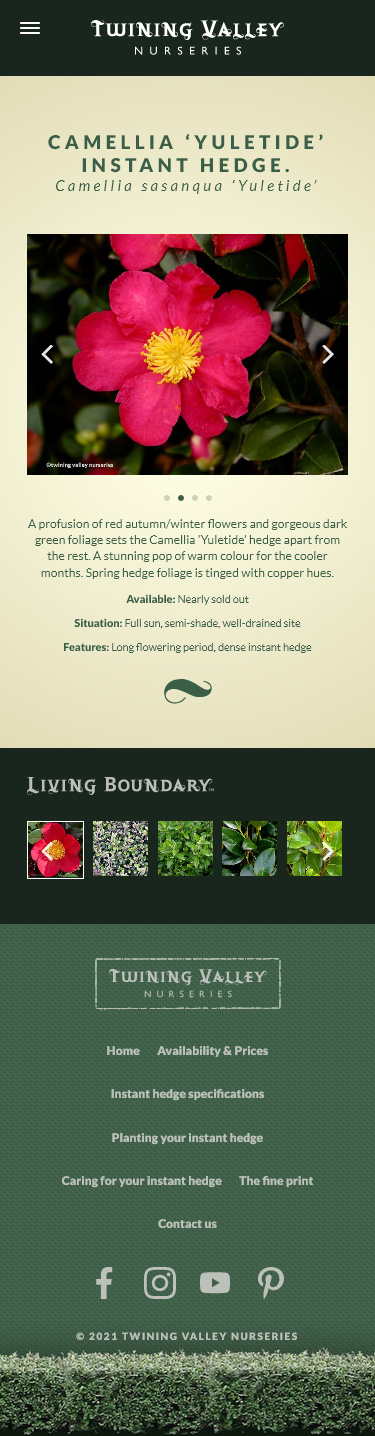 Twining Valley
NURSERIES
CAMELLIA ‘YULETIDE’
INSTANT HEDGE.
Camellia sasanqua ‘Yuletide’
©twining valley nurseries
A profusion of red autumn/winter flowers and gorgeous dark
green foliage sets the Camellia 'Yuletide' hedge apart from
the rest. A stunning pop of warm colour for the cooler
months. Spring hedge foliage is tinged with copper hues.
Available: Nearly sold out
Situation: Full sun, semi-shade, well-drained site
Features: Long flowering period, dense instant hedge
Living Boundary™
Twining Valley
NURSERIES
Home Availability & Prices
Instant hedge specifications
Planting your instant hedge
Caring for your instant hedge The fine print
Contact us
© 2021 TWINING VALLEY NURSERIES